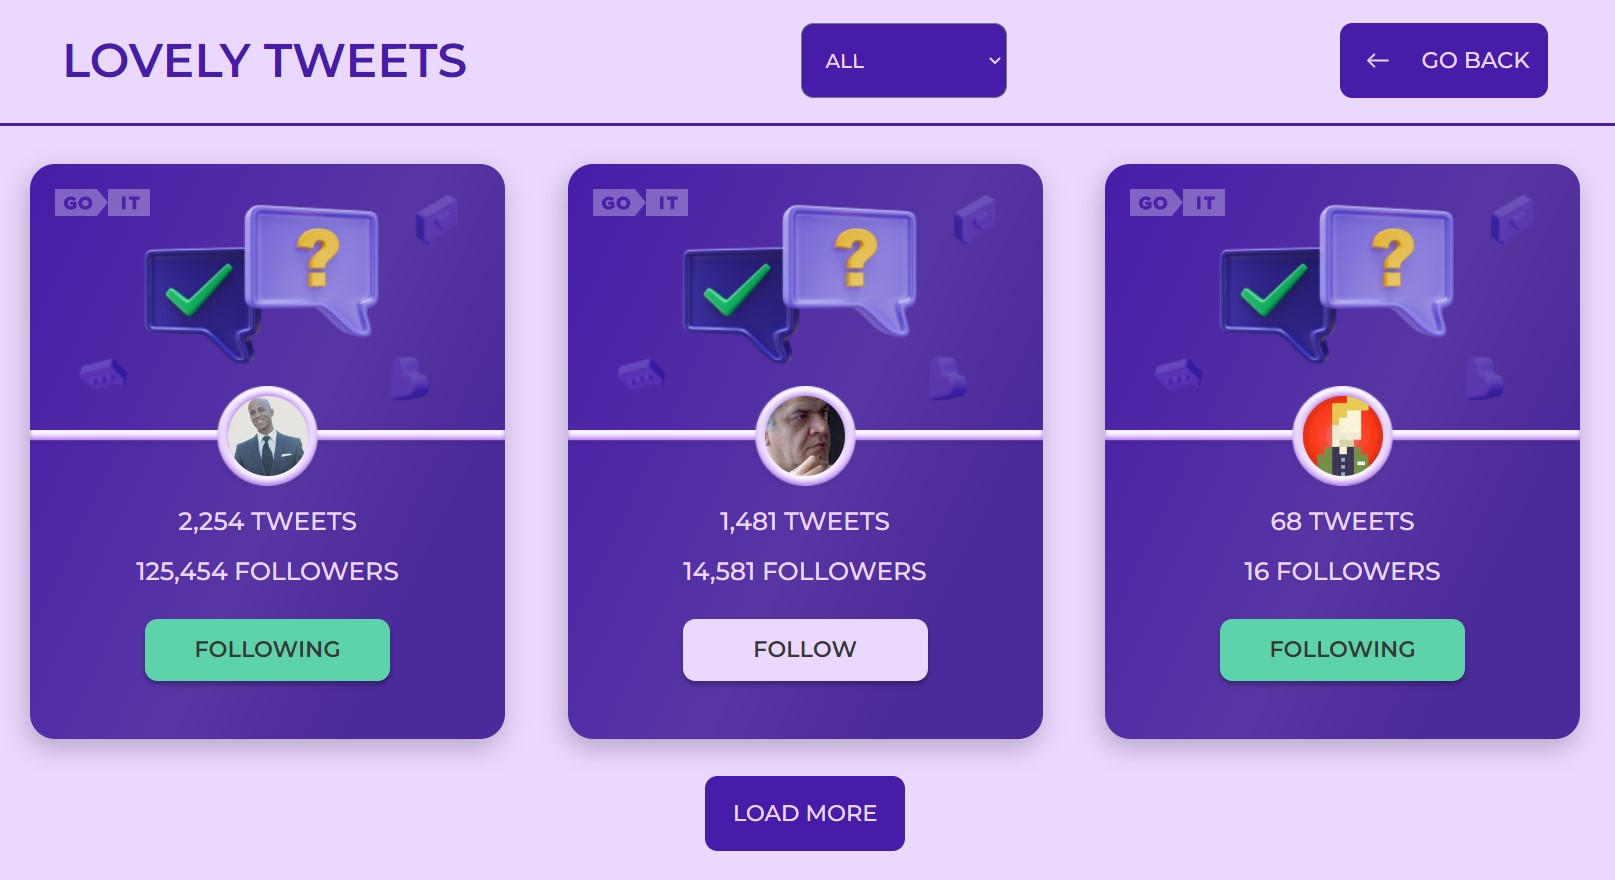 LOVELY TWEETS
ALL
GO BACK
GO IT
?
2,254 TWEETS
125,454 FOLLOWERS
FOLLOWING
GO IT
?
1,481 TWEETS
14,581 FOLLOWERS
FOLLOW
GO IT
?
68 TWEETS
16 FOLLOWERS
FOLLOWING
LOAD MORE